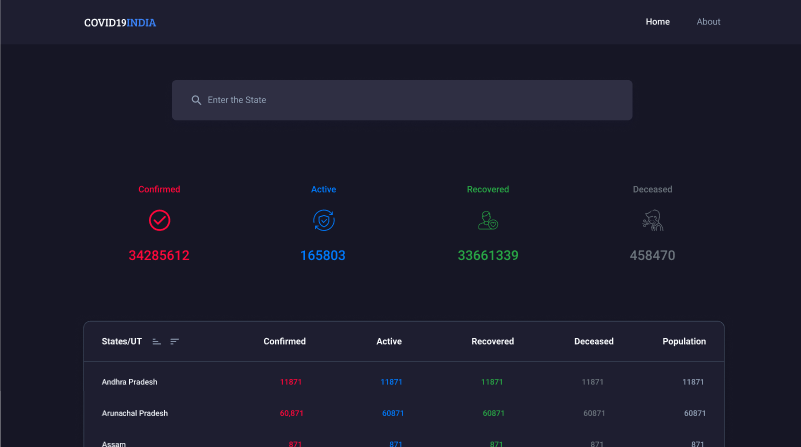 COVID19INDIA Home About
Enter the State
Confirmed Active Recovered Deceased
34285612 165803 33661339 458470
States/UT Confirmed Active Recovered Deceased Population
Andhra Pradesh 11871 11871 11871 11871 11871
Arunachal Pradesh 60,871 60871 60871 60871 60871
Assam 871 871 871 871 871